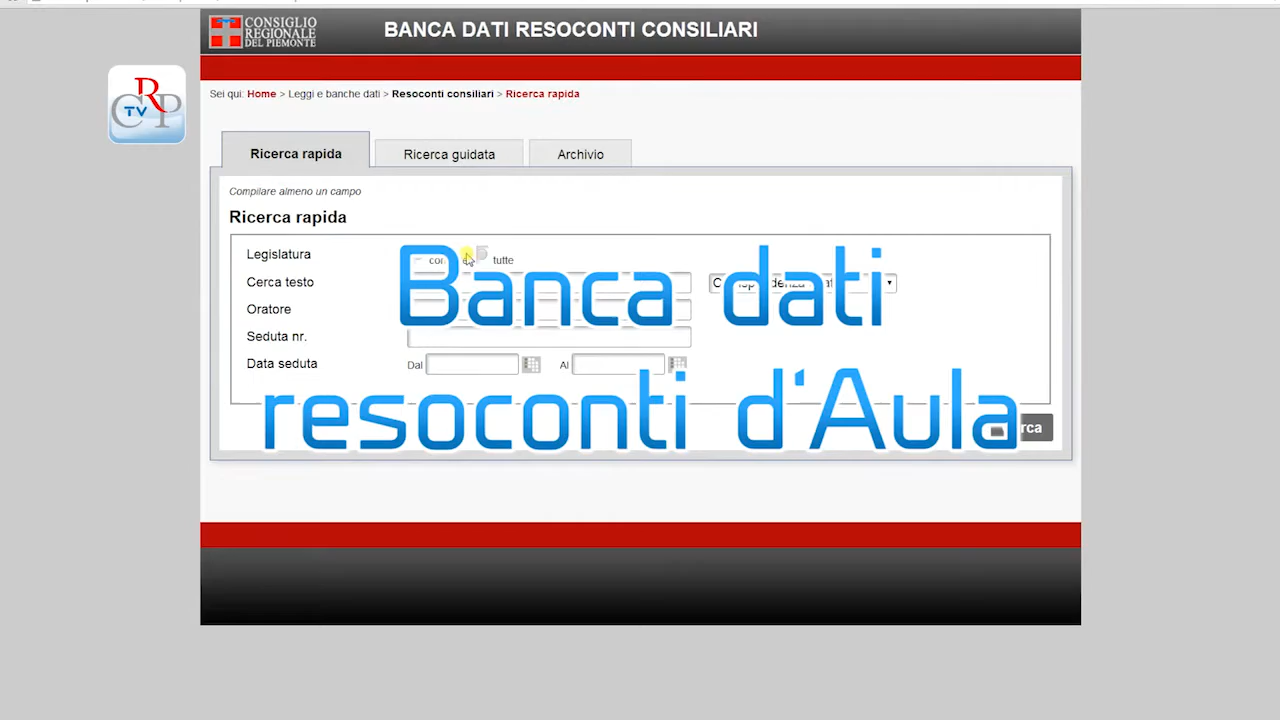 CONSIGLIO
REGIONALE
DEL PIEMONTE
BANCA DATI RESOCONTI CONSILIARI
CRP
TV
Sei qui: Home > Leggi e banche dati > Resoconti consiliari > Ricerca rapida
Ricerca rapida
Ricerca guidata
Archivio
Compilare almeno un campo
Ricerca rapida
Legislatura
tutte
Cerca testo
Oratore
Seduta nr.
Data seduta
Dal
Al
Banca dati
resoconti d'Aula